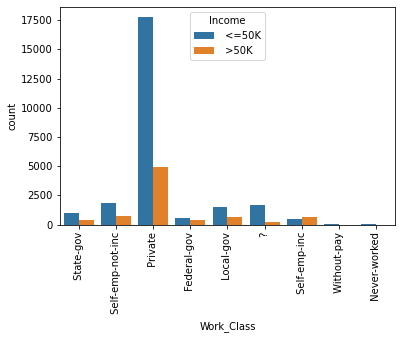 Income
<=50K
>50K
count
17500
15000
12500
10000
7500
5000
2500
0
State-gov
Self-emp-not-inc
Private
Federal-gov
Local-gov
?
Self-emp-inc
Without-pay
Never-worked
Work_Class